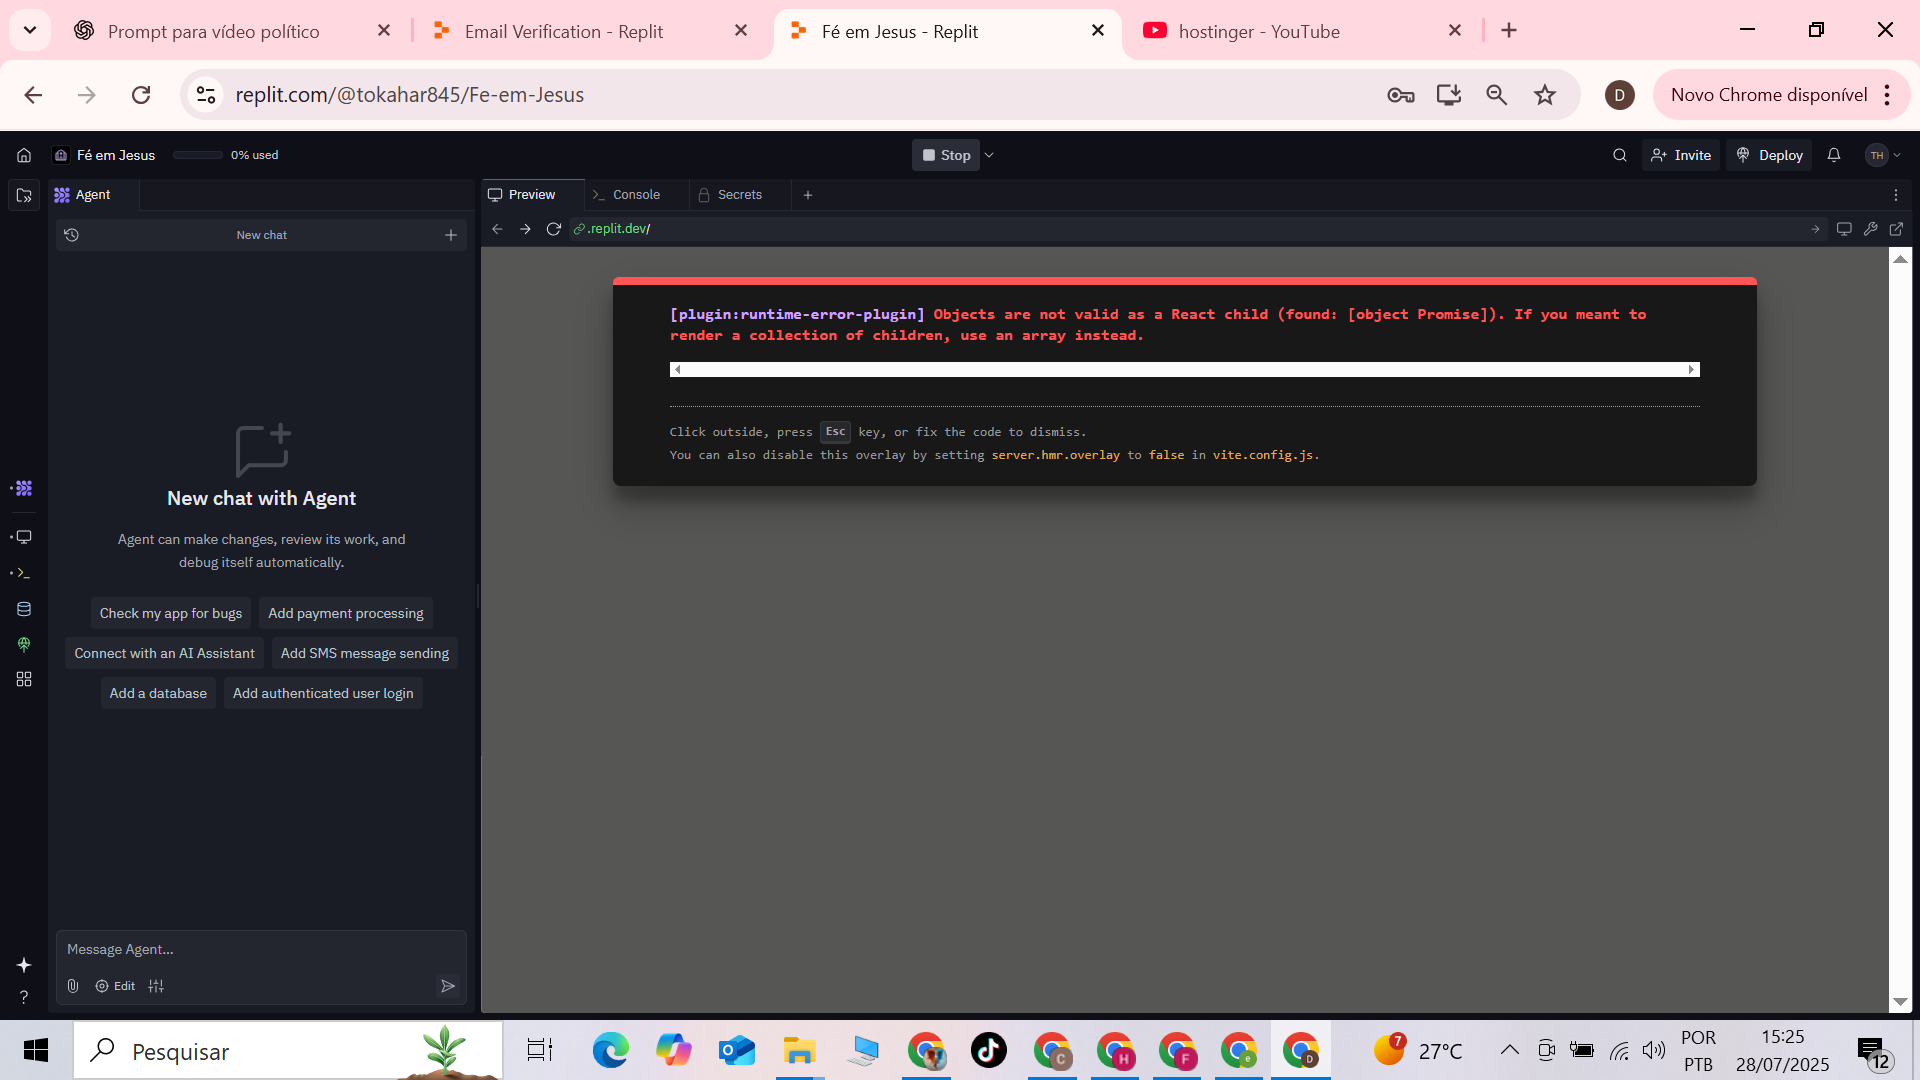 Prompt para vídeo político
Email Verification - Replit
Fé em Jesus - Replit
hostinger - YouTube
replit.com/@tokahar845/Fe-em-Jesus
D
Novo Chrome disponível
Fé em Jesus
0% used
Stop
Invite
Deploy
TH
Agent
Preview
Console
Secrets
New chat
.replit.dev/
[plugin:runtime-error-plugin] Objects are not valid as a React child (found: [object Promise]). If you meant to
render a collection of children, use an array instead.
Click outside, press Esc key, or fix the code to dismiss.
You can also disable this overlay by setting server.hmr.overlay to false in vite.config.js.
New chat with Agent
Agent can make changes, review its work, and
debug itself automatically.
Check my app for bugs
Add payment processing
Connect with an AI Assistant
Add SMS message sending
Add a database
Add authenticated user login
Message Agent...
Edit
?
Pesquisar
C
H
F
e
D
7
27°C
POR
PTB
15:25
28/07/2025
12